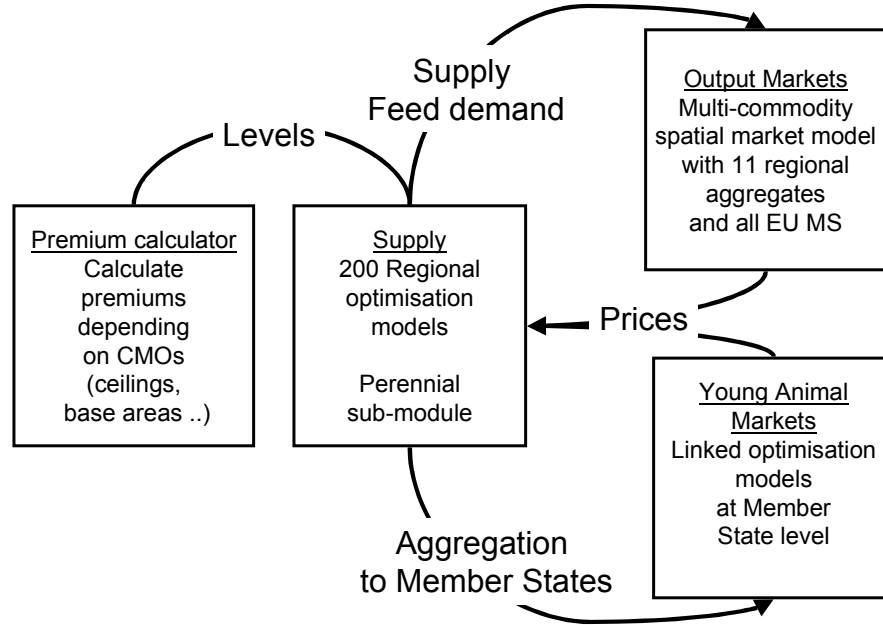 Supply
Feed demand
Levels
Output Markets
Multi-commodity
spatial market model
with 11 regional
aggregates
and all EU MS
Premium calculator
Calculate
premiums
depending
on CMOs
(ceilings,
base areas ..)
Supply
200 Regional
optimisation
models
Perennial
sub-module
Prices
Young Animal
Markets
Linked optimisation
models
at Member
State level
Aggregation
to Member States